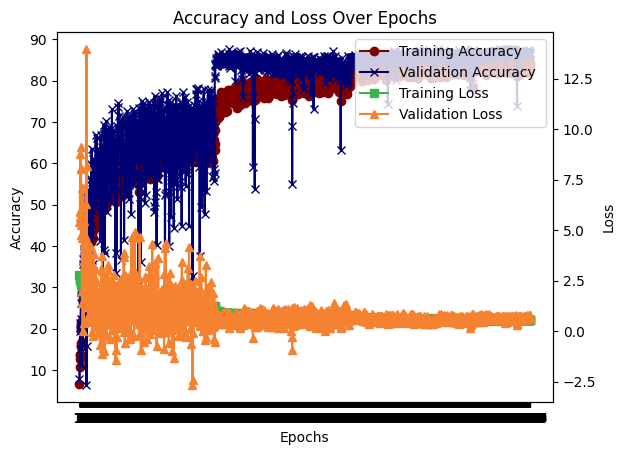 Accuracy and Loss Over Epochs
90
80
70
60
50
40
30
20
10
Accuracy
12.5
10.0
7.5
5.0
2.5
0.0
−2.5
Loss
Training Accuracy
Validation Accuracy
Training Loss
Validation Loss
Epochs